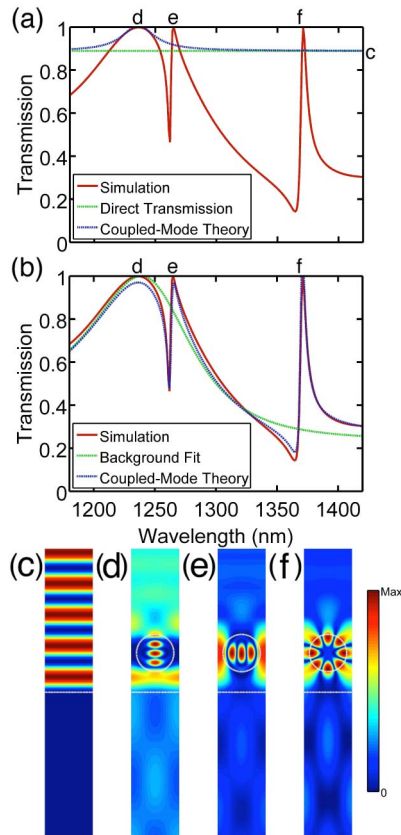 (a)
d e f
1
0.8
0.6
0.4
0.2
0
Transmission
c
Simulation
Direct Transmission
Coupled-Mode Theory
(b)
d e f
1
0.8
0.6
0.4
0.2
0
Transmission
Simulation
Background Fit
Coupled-Mode Theory
1200 1250 1300 1350 1400
Wavelength (nm)
(c) (d) (e) (f)
Max
0